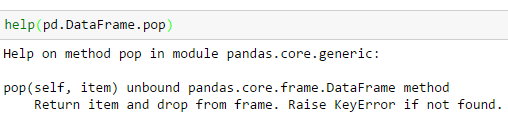 help(pd.DataFrame.pop)
Help on method pop in module pandas.core.generic:
pop(self, item) unbound pandas.core.frame.DataFrame method
    Return item and drop from frame. Raise KeyError if not found.